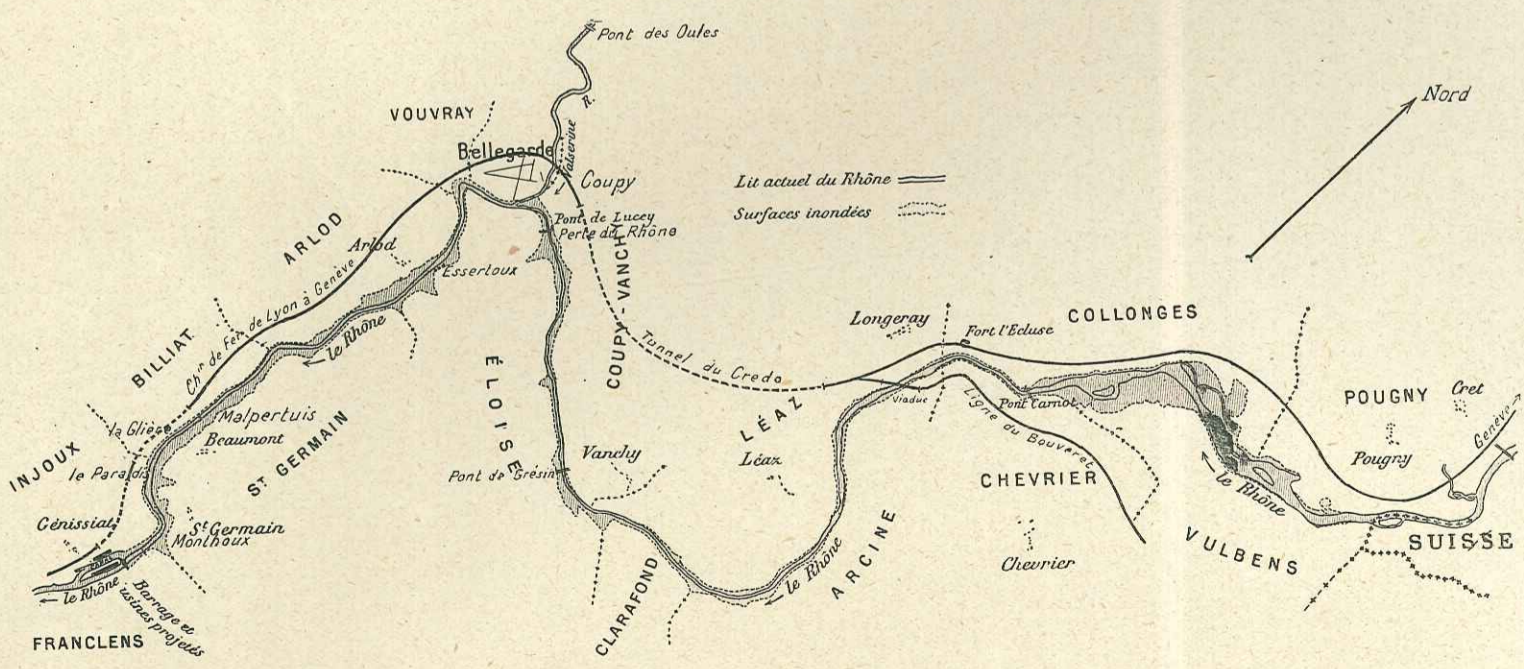 Pont des Oules
Nord
VOUVRAY
R.
Valserine
Bellegarde
Coupy
Lit actuel du Rhône
Surfaces inondées
Pont de Lucey
Perte du Rhône
ARLOD
Arlod
Essertoux
COUPY-VANCHY
Ch.in de Fer de Lyon à Genève
le Rhône
BILLIAT
ÉLOISE
Tunnel du Credo
Longeray
Fort l'Ecluse
COLLONGES
Viaduc
Pont Carnot
Ligne du Bouveret
POUGNY
Cret
Genève
Pougny
LÉAZ
Léaz
la Glière
Malpertuis
Beaumont
ST GERMAIN
INJOUX
le Paradis
Pont de Grésin
Vanchy
CHEVRIER
Chevrier
le Rhône
VULBENS
SUISSE
Génissiat
St Germain
Monthoux
le Rhône
Barrage et
usines projetés
FRANCLENS
CLARAFOND
le Rhône
ARCINE